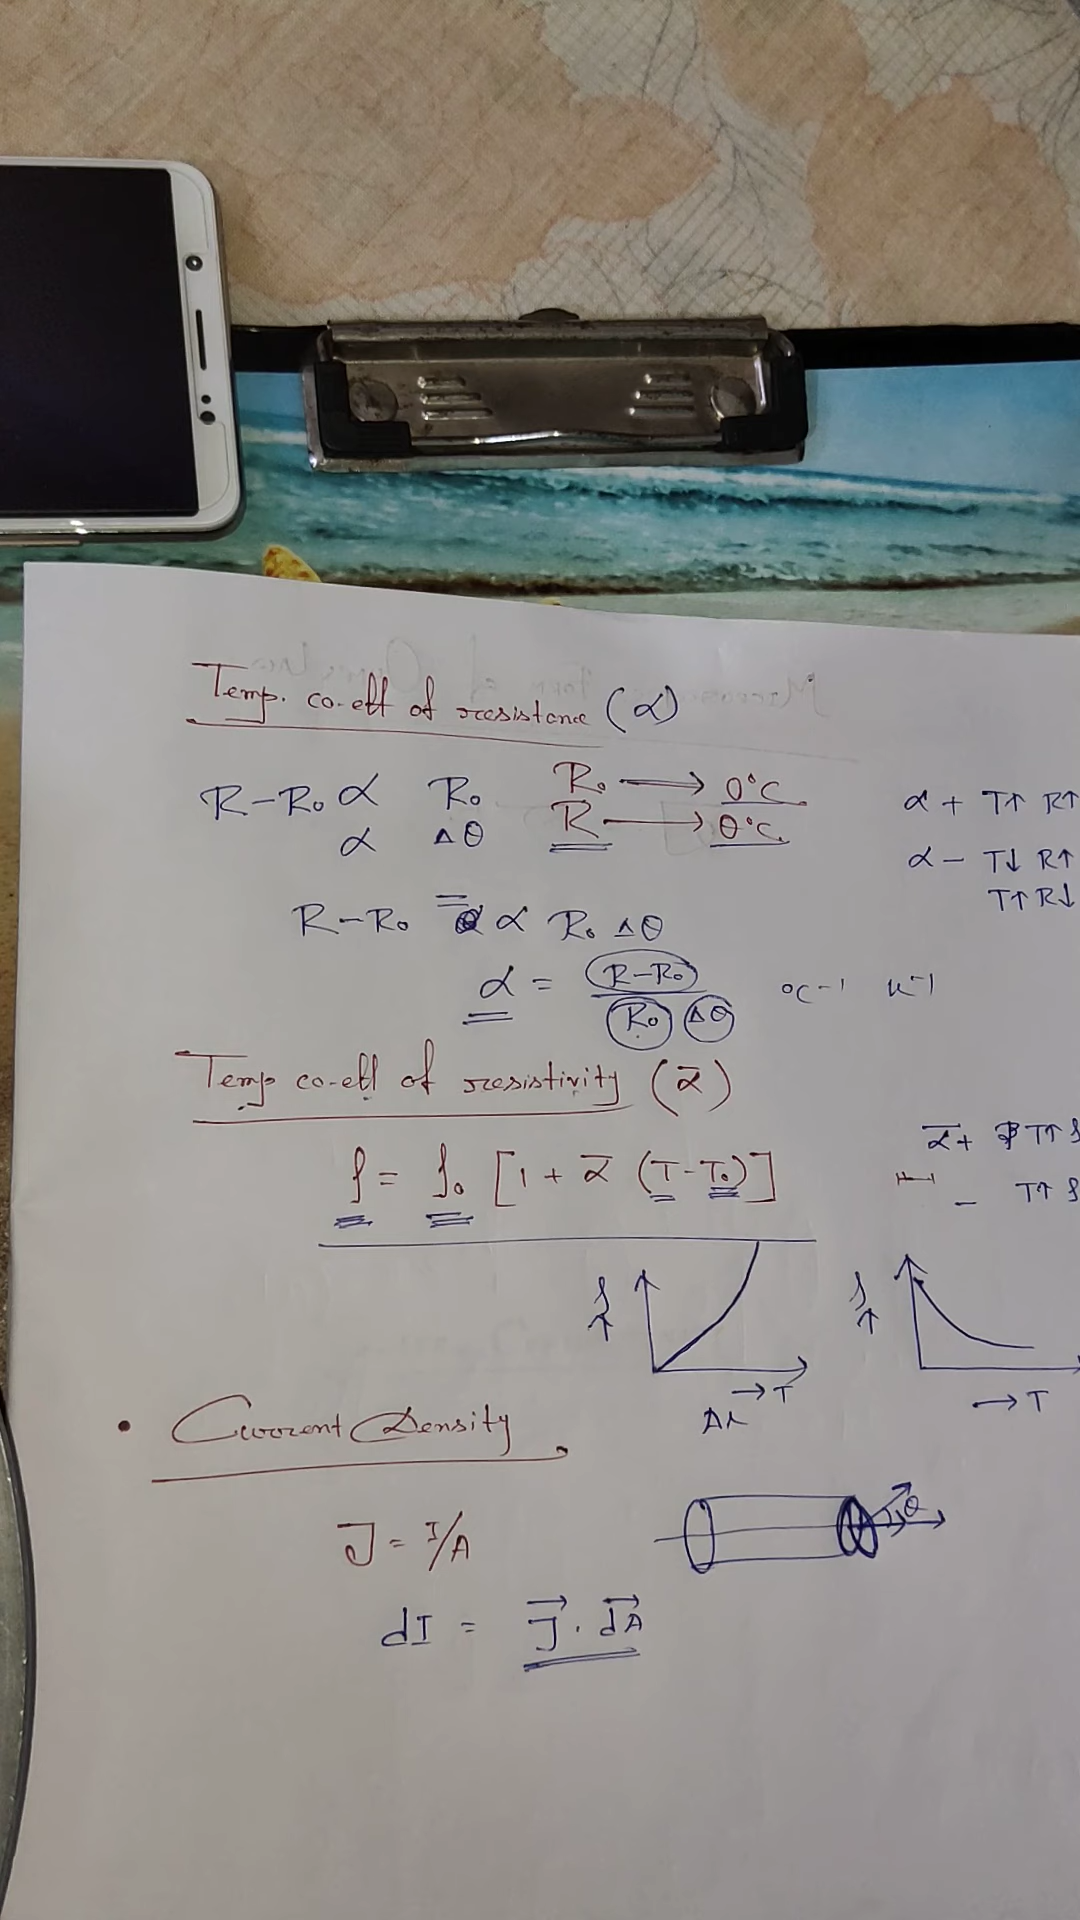 Temp. co-eff of resistance (α)
R-R₀ α R₀ R₀ → 0°C
α Δθ R → θ°C
α + T↑ R↑
α - T↓ R↑
T↑ R↓
R-R₀ = α R₀ Δθ
α = (R-R₀) / (R₀) (Δθ) °C⁻¹ K⁻¹
Temp co-eff of resistivity (α̅)
ρ = ρ₀ [1 + α̅ (T-T₀)]
α̅ + T↑ ρ
- T↑ ρ
ρ↑ ρ↑
→ T → T
• Current Density
J = I/A
θ
dI = J⃗ . dA⃗